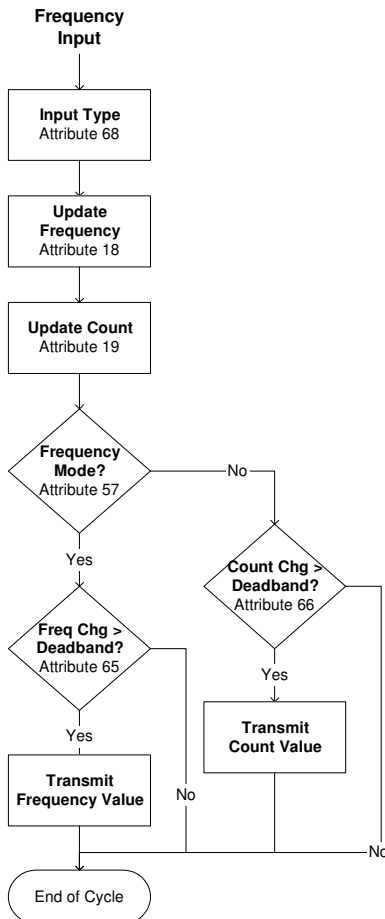 Frequency
Input
Input Type
Attribute 68
Update
Frequency
Attribute 18
Update Count
Attribute 19
Frequency
Mode?
Attribute 57
No
Yes
Count Chg >
Deadband?
Attribute 66
Freq Chg >
Deadband?
Attribute 65
Yes
Transmit
Count Value
Yes
Transmit
Frequency Value
No
No
End of Cycle